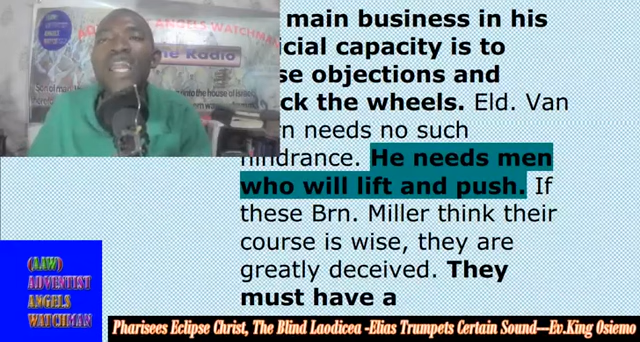 main business in his
icial capacity is to
se objections and
ck the wheels. Eld. Van
rn needs no such
hindrance. He needs men
who will lift and push. If
these Brn. Miller think their
course is wise, they are
greatly deceived. They
must have a
(AAW)
ADVENTIST
ANGELS
WATCHMAN
Pharisees Eclipse Christ, The Blind Laodicea -Elias Trumpets Certain Sound---Ev.King Osiemo